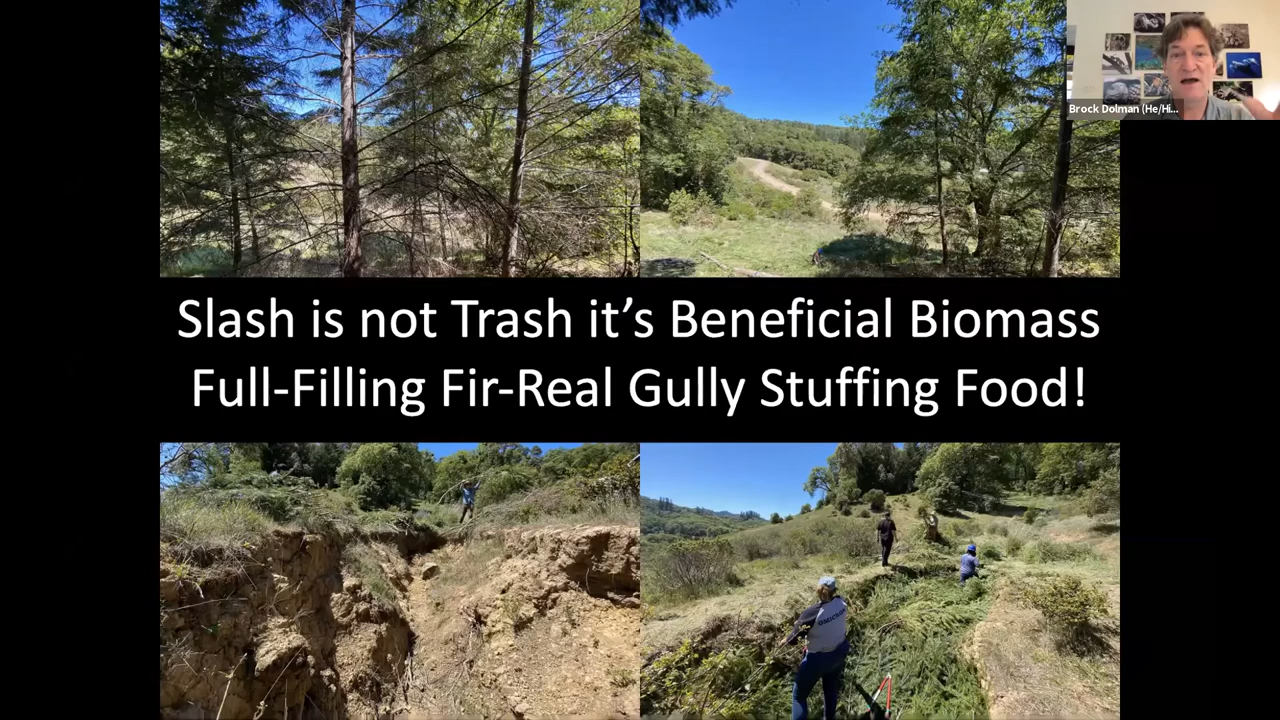 Brock Dolman (He/Hi...
Slash is not Trash it's Beneficial Biomass
Full-Filling Fir-Real Gully Stuffing Food!